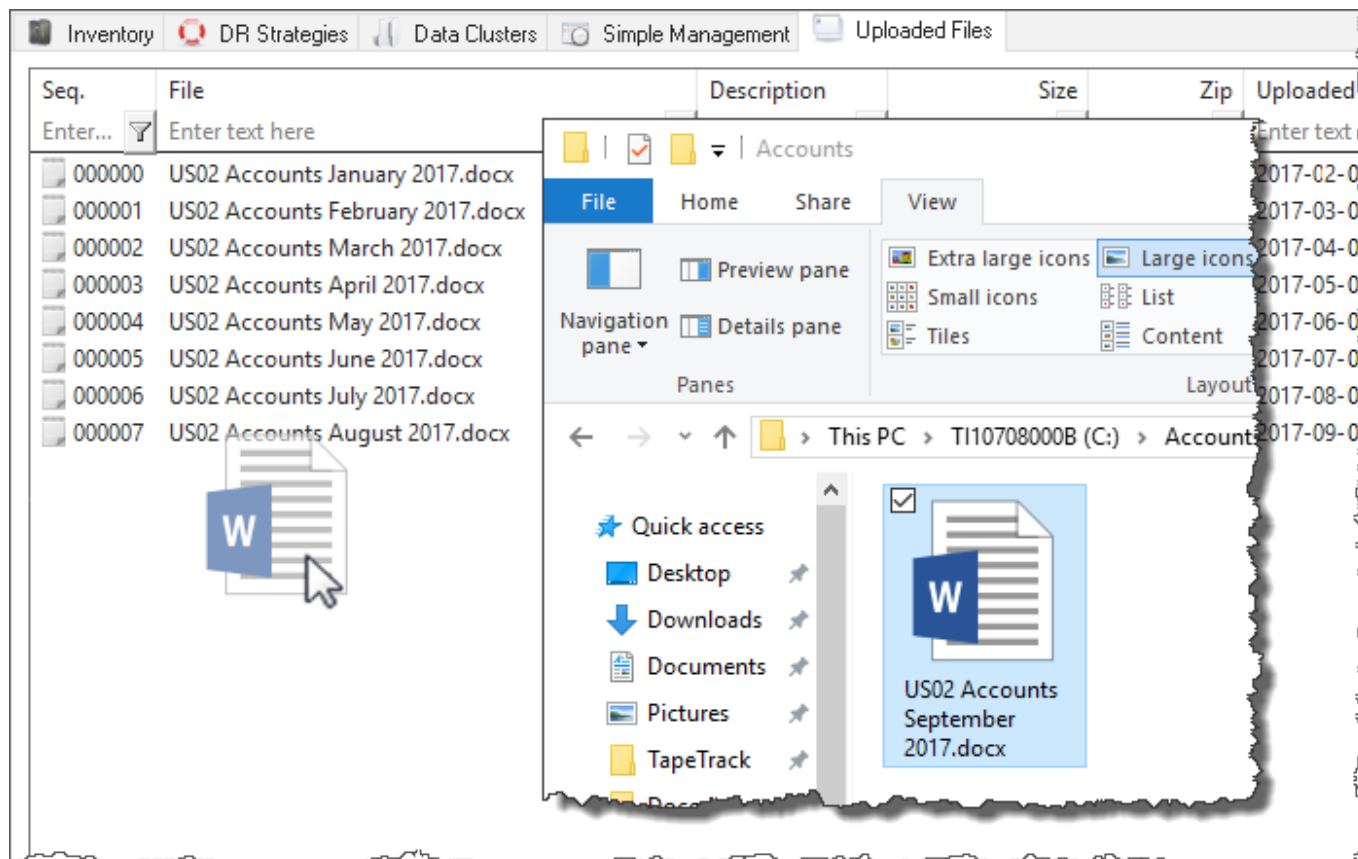 Inventory DR Strategies Data Clusters Simple Management Uploaded Files
Seq. File Description Size Zip Uploaded
Enter... Enter text here Enter text
000000 US02 Accounts January 2017.docx 2017-02-0
000001 US02 Accounts February 2017.docx 2017-03-0
000002 US02 Accounts March 2017.docx 2017-04-0
000003 US02 Accounts April 2017.docx 2017-05-0
000004 US02 Accounts May 2017.docx 2017-06-0
000005 US02 Accounts June 2017.docx 2017-07-0
000006 US02 Accounts July 2017.docx 2017-08-0
000007 US02 Accounts August 2017.docx 2017-09-0
W
Accounts
File Home Share View
Navigation
pane
Preview pane
Details pane
Panes
Extra large icons Large icons
Small icons List
Tiles Content
Layout
This PC > TI10708000B (C:) > Account
Quick access
Desktop
Downloads
Documents
Pictures
TapeTrack
W
US02 Accounts
September
2017.docx